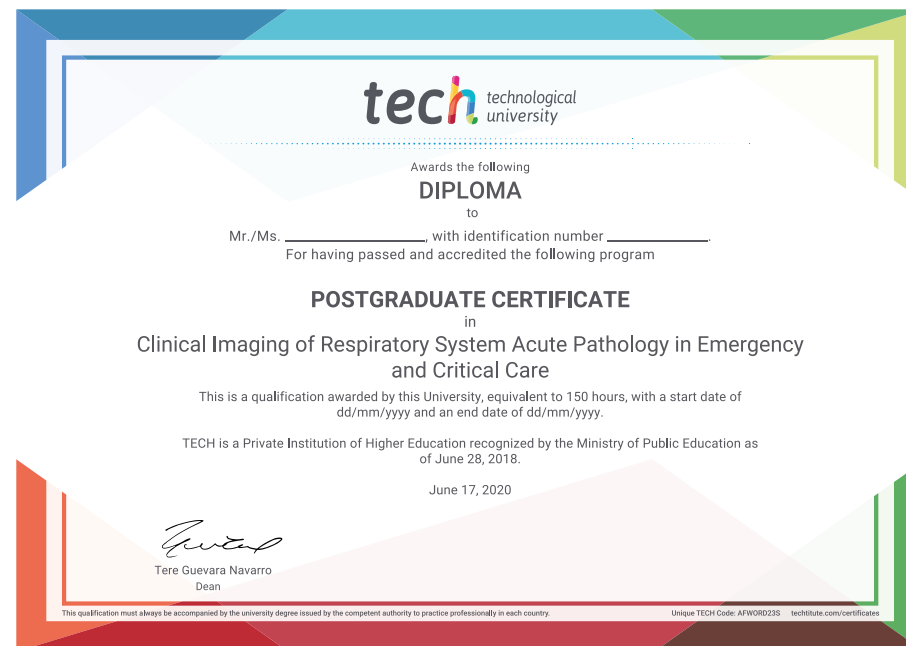 tech technological
university
Awards the following
DIPLOMA
to
Mr./Ms. ____________________, with identification number ______________.
For having passed and accredited the following program
POSTGRADUATE CERTIFICATE
in
Clinical Imaging of Respiratory System Acute Pathology in Emergency
and Critical Care
This is a qualification awarded by this University, equivalent to 150 hours, with a start date of
dd/mm/yyyy and an end date of dd/mm/yyyy.
TECH is a Private Institution of Higher Education recognized by the Ministry of Public Education as
of June 28, 2018.
June 17, 2020
Tere Guevara Navarro
Dean
This qualification must always be accompanied by the university degree issued by the competent authority to practice professionally in each country. Unique TECH Code: AFWORD23S techtitute.com/certificates